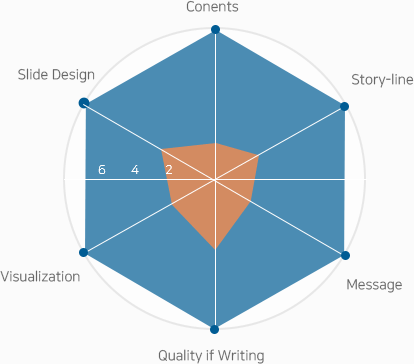 Conents
Slide Design
Story-line
6 4 2
Visualization
Message
Quality if Writing